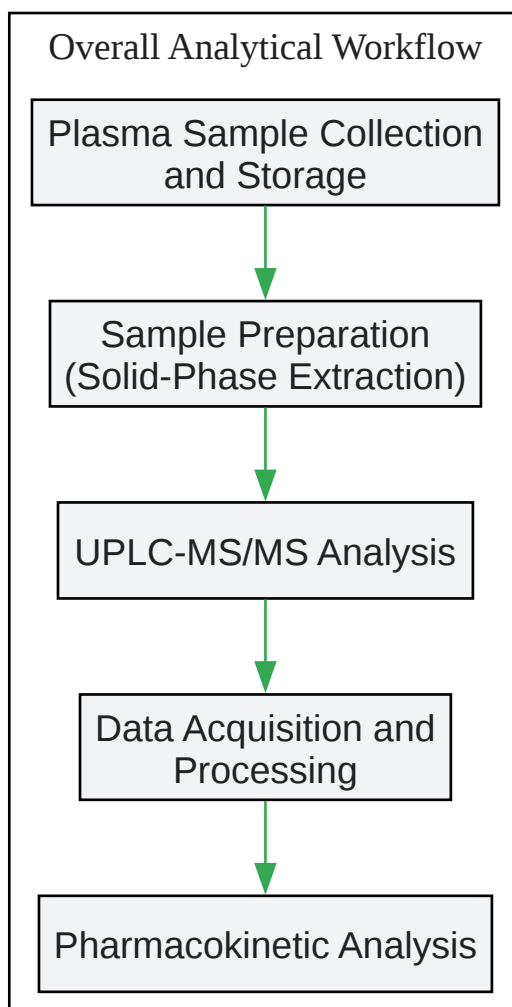 Overall Analytical Workflow
Plasma Sample Collection
and Storage
Sample Preparation
(Solid-Phase Extraction)
UPLC-MS/MS Analysis
Data Acquisition and
Processing
Pharmacokinetic Analysis